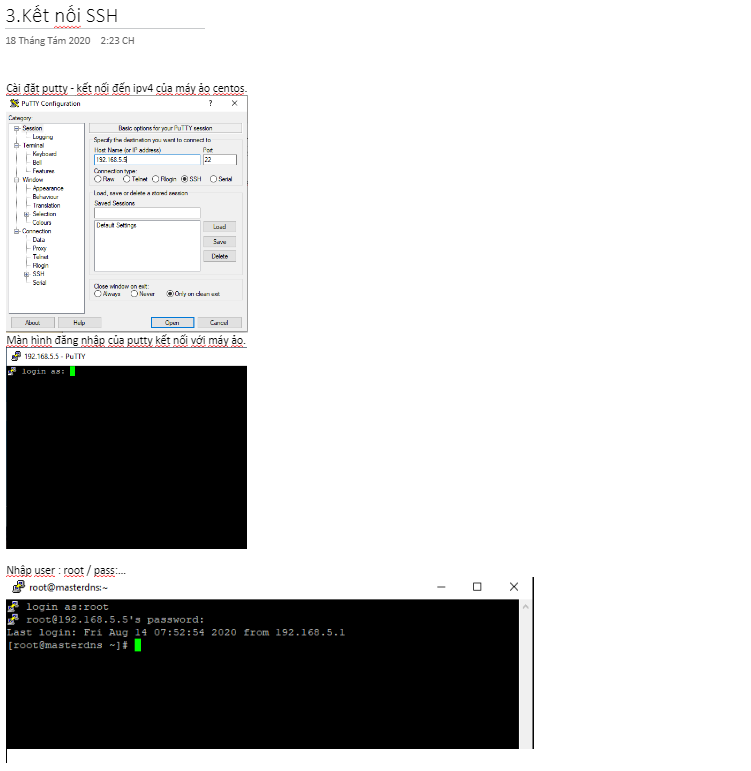 3.Kết nối SSH
18 Tháng Tám 2020 2:23 CH
Cài đặt putty - kết nối đến ipv4 của máy ảo centos.
PuTTY Configuration ? ×
Category:
Session
Logging
Terminal
Keyboard
Bell
Features
Window
Appearance
Behaviour
Translation
Selection
Colours
Connection
Data
Proxy
Telnet
Rlogin
SSH
Serial
Basic options for your PuTTY session
Specify the destination you want to connect to
Host Name (or IP address) Port
192.168.5.5 22
Connection type:
Raw Telnet Rlogin SSH Serial
Load, save or delete a stored session
Saved Sessions
Default Settings
Load
Save
Delete
Close window on exit:
Always Never Only on clean exit
About Help Open Cancel
Màn hình đăng nhập của putty kết nối với máy ảo.
192.168.5.5 - PuTTY
login as:
Nhập user : root / pass:...
root@masterdns:~
login as:root
root@192.168.5.5's password:
Last login: Fri Aug 14 07:52:54 2020 from 192.168.5.1
[root@masterdns ~]#